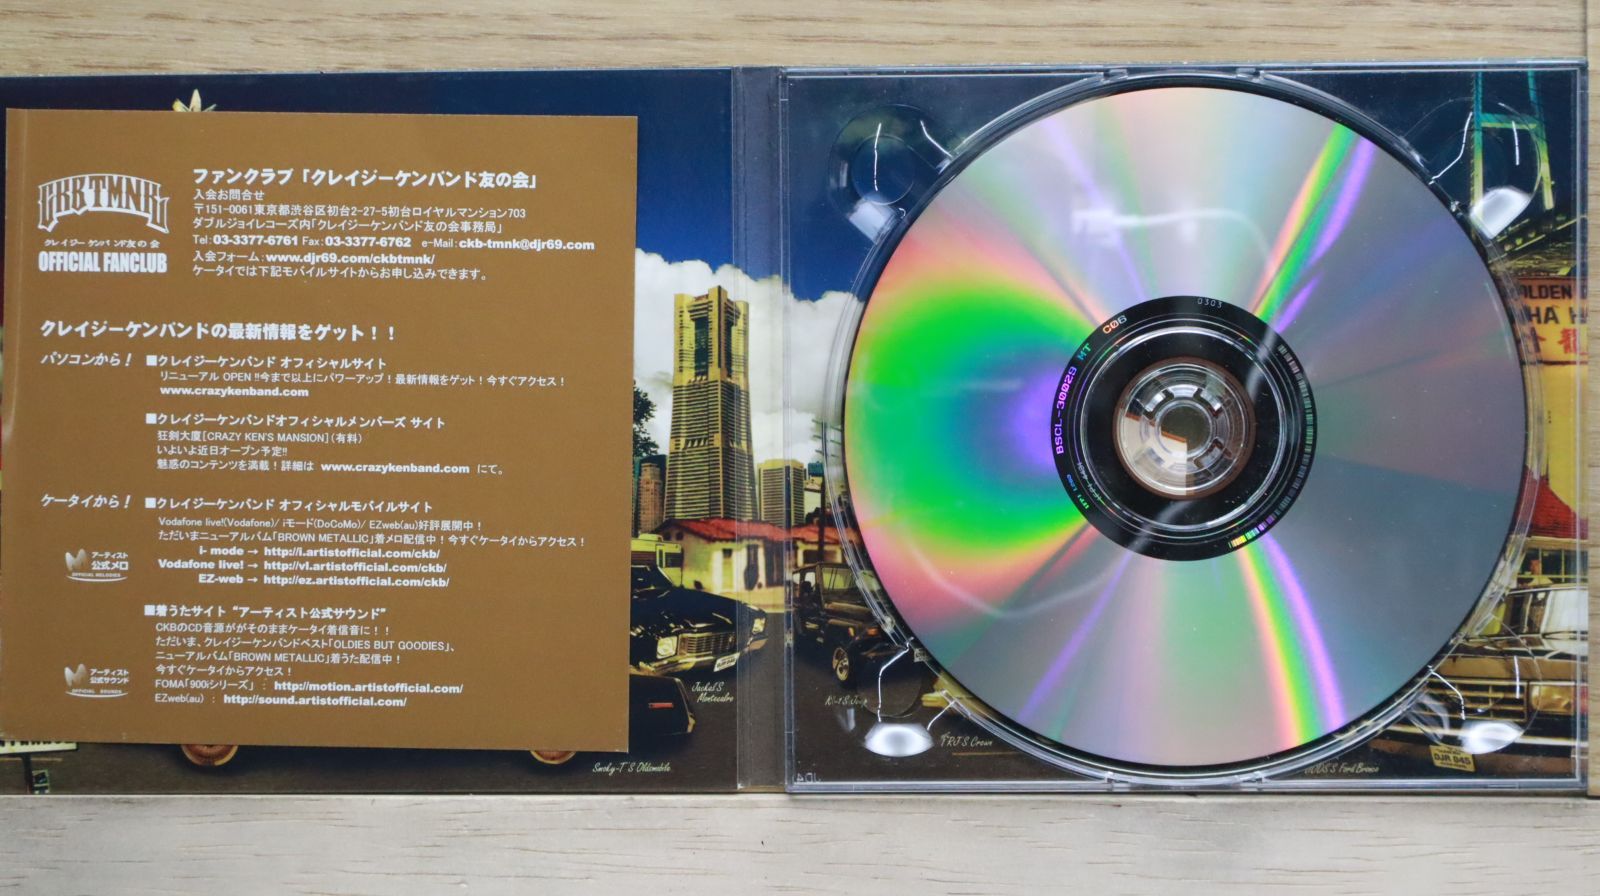 CKBTMNK
クレイジーケンバンド友の会
OFFICIAL FANCLUB
ファンクラブ「クレイジーケンバンド友の会」
入会お問合せ
〒151-0061東京都渋谷区初台2-27-5初台ロイヤルマンション703
ダブルジョイレコーズ内「クレイジーケンバンド友の会事務局」
Tel:03-3377-6761 Fax:03-3377-6762 e-Mail:ckb-tmnk@djr69.com
入会フォーム:www.djr69.com/ckbtmnk/
ケータイでは下記モバイルサイトからお申し込みできます。
クレイジーケンバンドの最新情報をゲット!!
パソコンから!
■クレイジーケンバンド オフィシャルサイト
リニューアル OPEN!!今まで以上にパワーアップ!最新情報をゲット!今すぐアクセス!
www.crazykenband.com
■クレイジーケンバンドオフィシャルメンバーズ サイト
狂剣大廈[CRAZY KEN'S MANSION](有料)
いよいよ近日オープン予定!!
魅惑のコンテンツを満載!詳細は www.crazykenband.com にて。
ケータイから!
■クレイジーケンバンド オフィシャルモバイルサイト
Vodafone live!(Vodafone)/ iモード(DoCoMo)/ EZweb(au)好評展開中!
ただいまニューアルバム「BROWN METALLIC」着メロ配信中!今すぐケータイからアクセス!
i- mode → http://i.artistofficial.com/ckb/
Vodafone live! → http://vl.artistofficial.com/ckb/
EZ-web → http://ez.artistofficial.com/ckb/
アーティスト
公式メロ
OFFICIAL MELODIES
■着うたサイト "アーティスト公式サウンド"
CKBのCD音源ががそのままケータイ着信音に!!
ただいま、クレイジーケンバンドベスト「OLDIES BUT GOODIES」、
ニューアルバム「BROWN METALLIC」着うた配信中!
今すぐケータイからアクセス!
FOMA「900iシリーズ」 : http://motion.artistofficial.com/
EZweb(au) : http://sound.artistofficial.com/
アーティスト
公式サウンド
OFFICIAL SOUNDS
Smoky-T'S Oldsmobile
Jackal'S
Montecalro
BSCL-30029 MT C06
0303
Crown
Ford Bronco
DJR 045
JD4